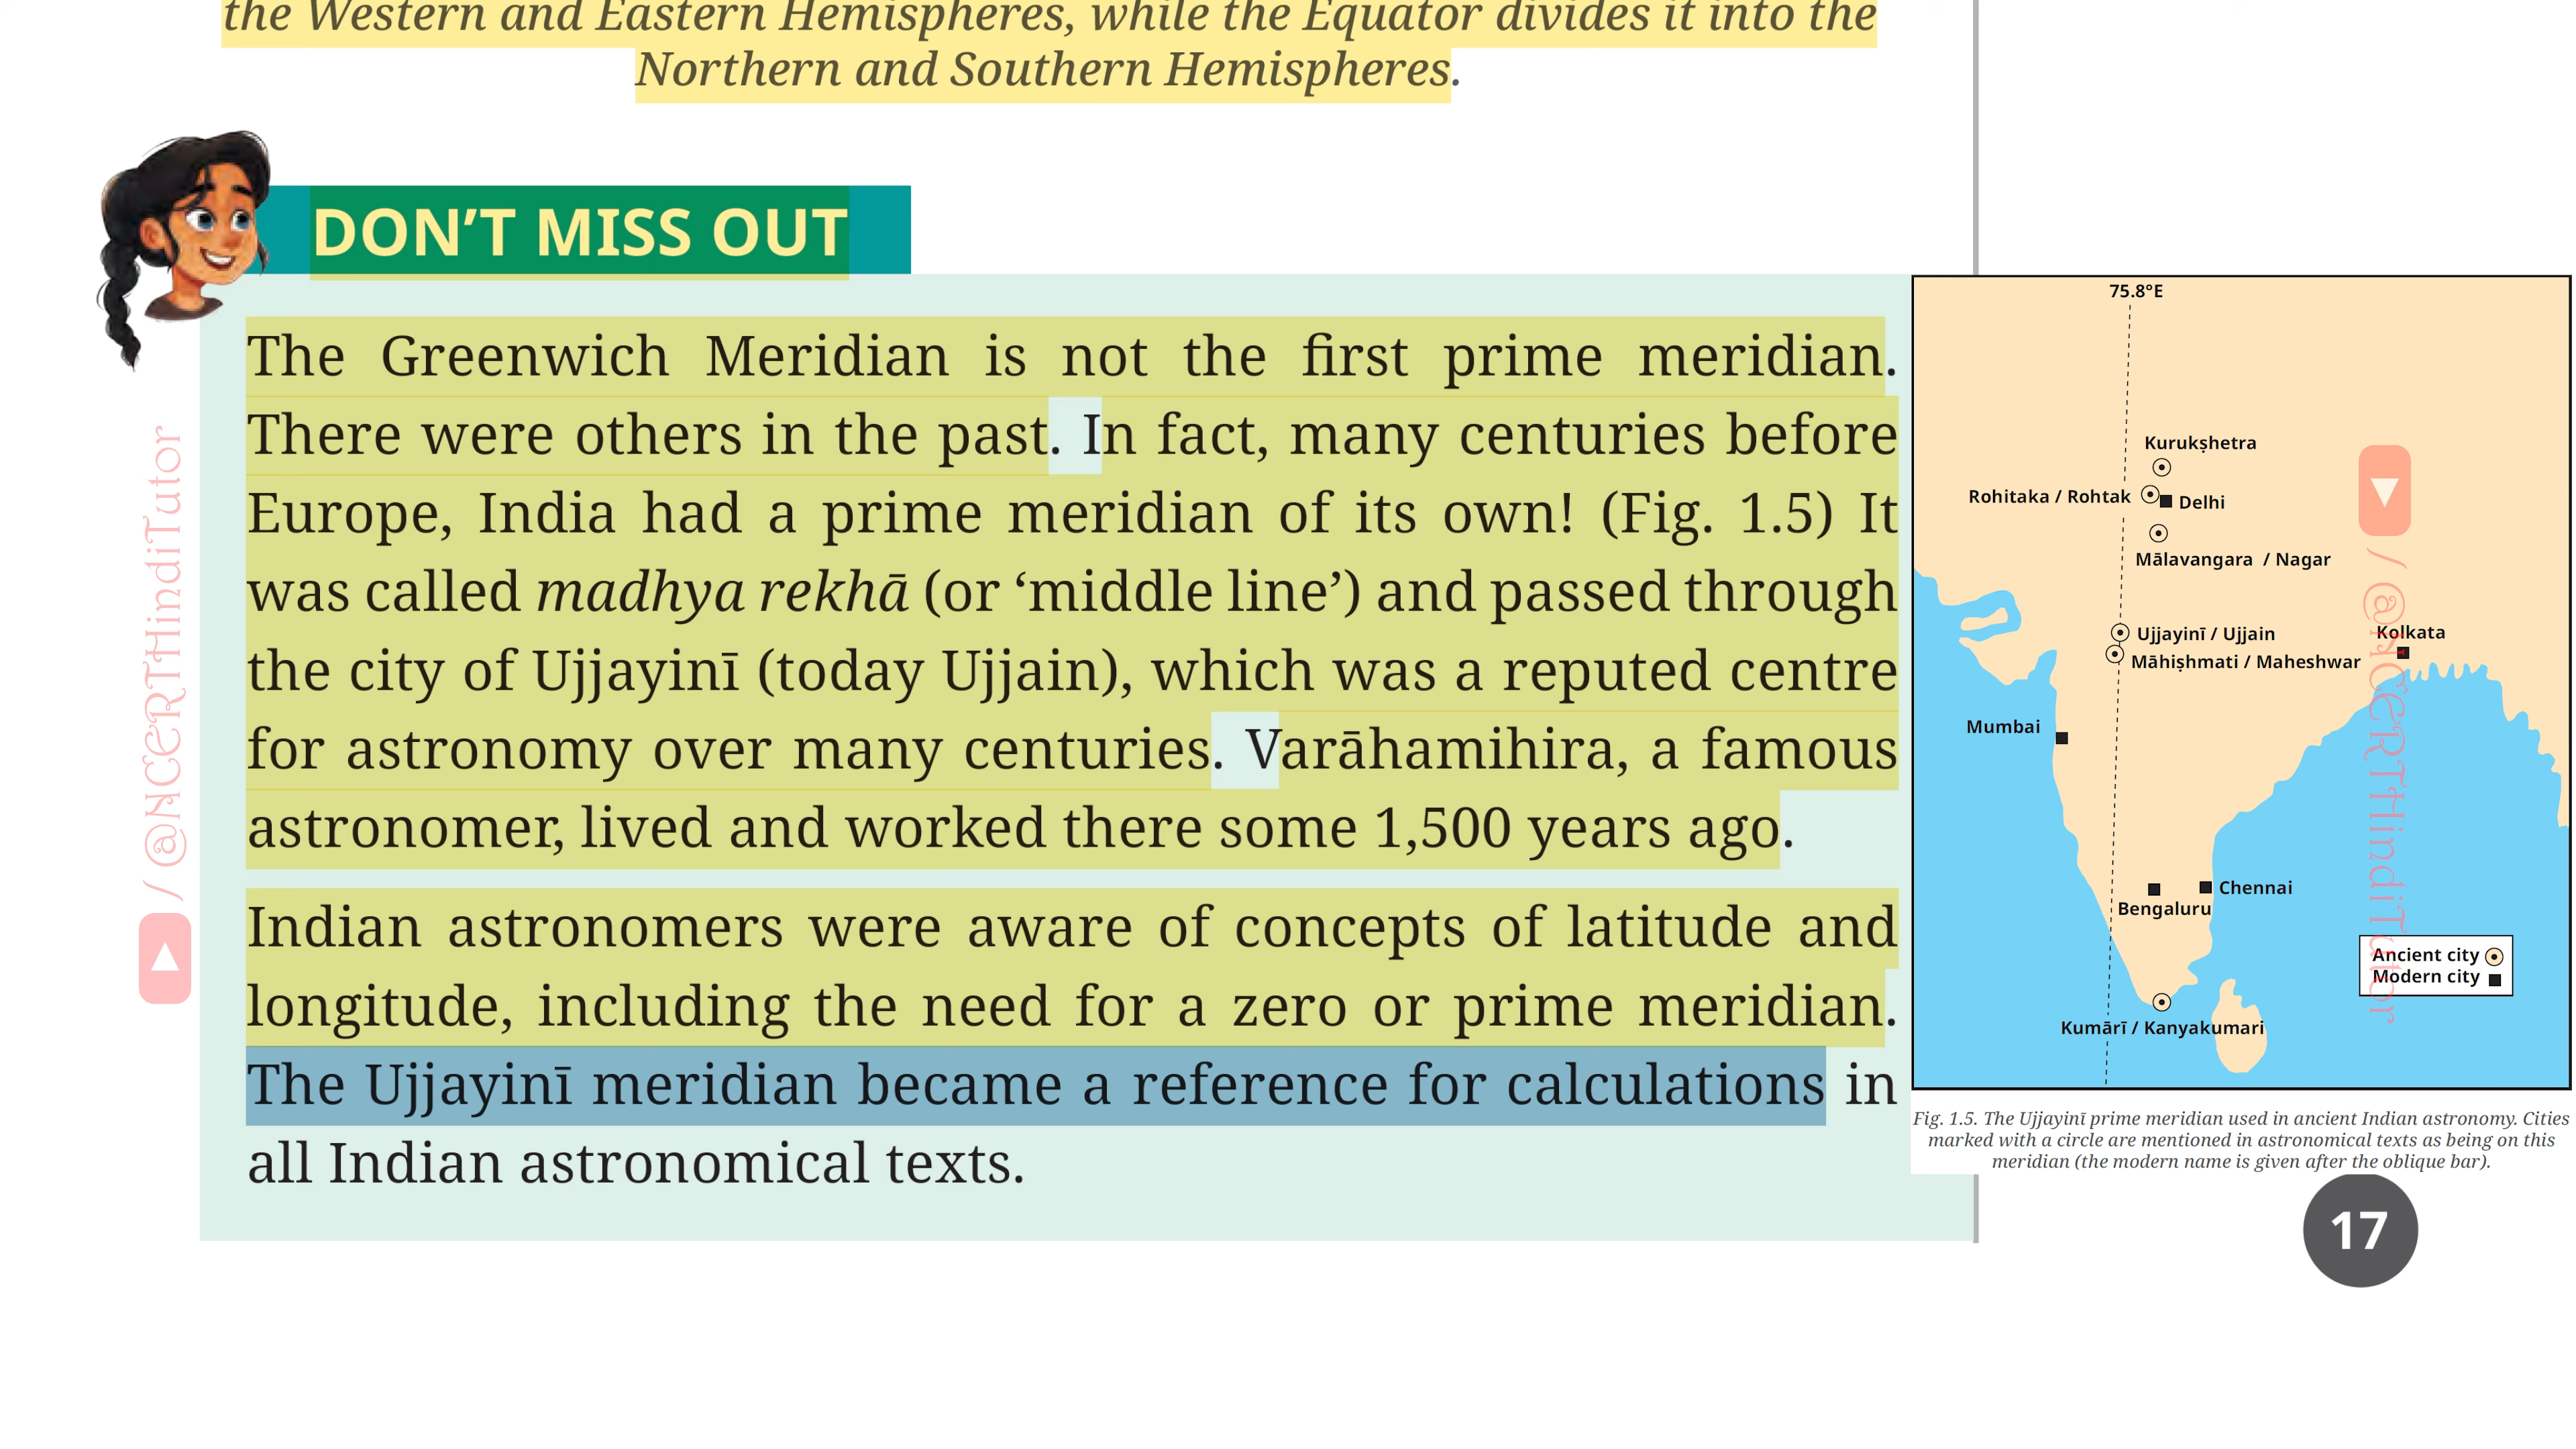 the Western and Eastern Hemispheres, while the Equator divides it into the
Northern and Southern Hemispheres.
DON’T MISS OUT
The Greenwich Meridian is not the first prime meridian.
There were others in the past. In fact, many centuries before
Europe, India had a prime meridian of its own! (Fig. 1.5) It
was called madhya rekhā (or ‘middle line’) and passed through
the city of Ujjayinī (today Ujjain), which was a reputed centre
for astronomy over many centuries. Varāhamihira, a famous
astronomer, lived and worked there some 1,500 years ago.
Indian astronomers were aware of concepts of latitude and
longitude, including the need for a zero or prime meridian.
The Ujjayinī meridian became a reference for calculations in
all Indian astronomical texts.
/ @NCERTHindiTutor
75.8°E
Kurukṣhetra
Rohitaka / Rohtak
Delhi
Mālavangara / Nagar
Ujjayinī / Ujjain
Kolkata
Māhiṣhmati / Maheshwar
Mumbai
Chennai
Bengaluru
Ancient city
Modern city
Kumārī / Kanyakumari
/ @NCERTHindiTutor
Fig. 1.5. The Ujjayinī prime meridian used in ancient Indian astronomy. Cities
marked with a circle are mentioned in astronomical texts as being on this
meridian (the modern name is given after the oblique bar).
17